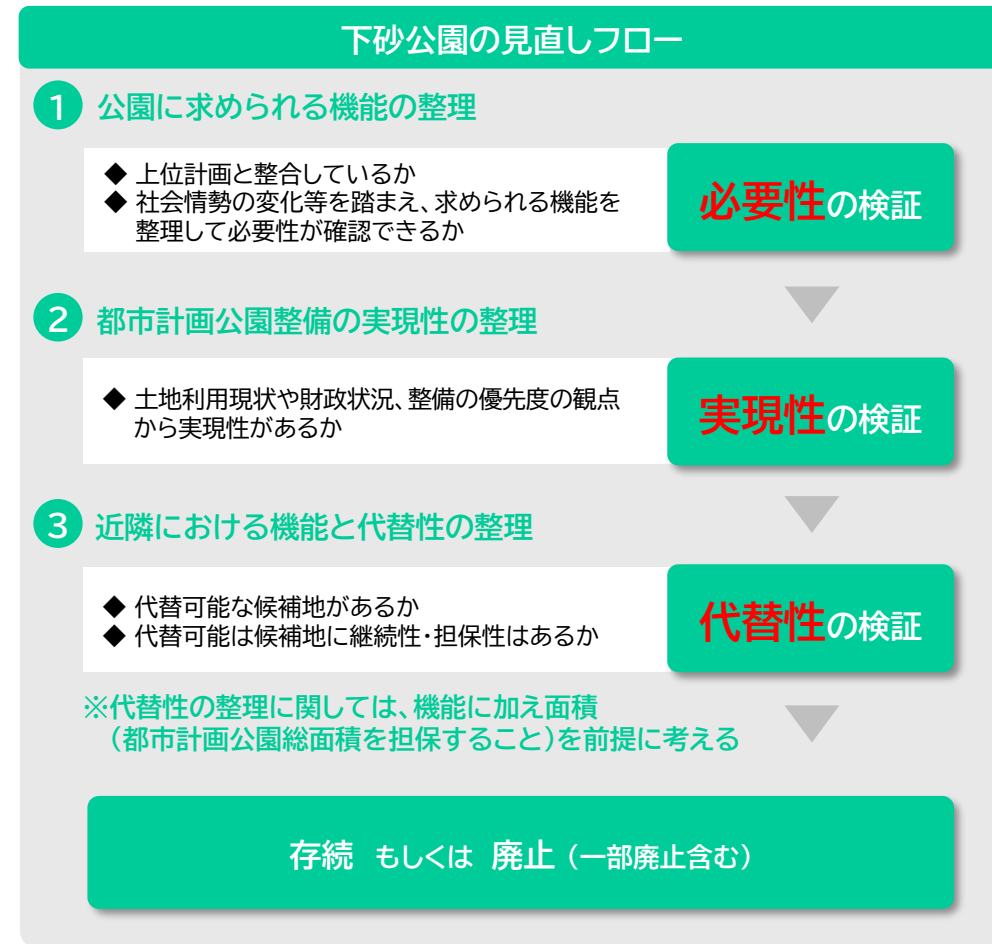 下砂公園の見直しフロー
1 公園に求められる機能の整理
◆ 上位計画と整合しているか
◆ 社会情勢の変化等を踏まえ、求められる機能を
整理して必要性が確認できるか
必要性の検証
2 都市計画公園整備の実現性の整理
◆ 土地利用現状や財政状況、整備の優先度の観点
から実現性があるか
実現性の検証
3 近隣における機能と代替性の整理
◆ 代替可能な候補地があるか
◆ 代替可能は候補地に継続性・担保性はあるか
代替性の検証
※代替性の整理に関しては、機能に加え面積
（都市計画公園総面積を担保すること）を前提に考える
存続 もしくは 廃止（一部廃止含む）